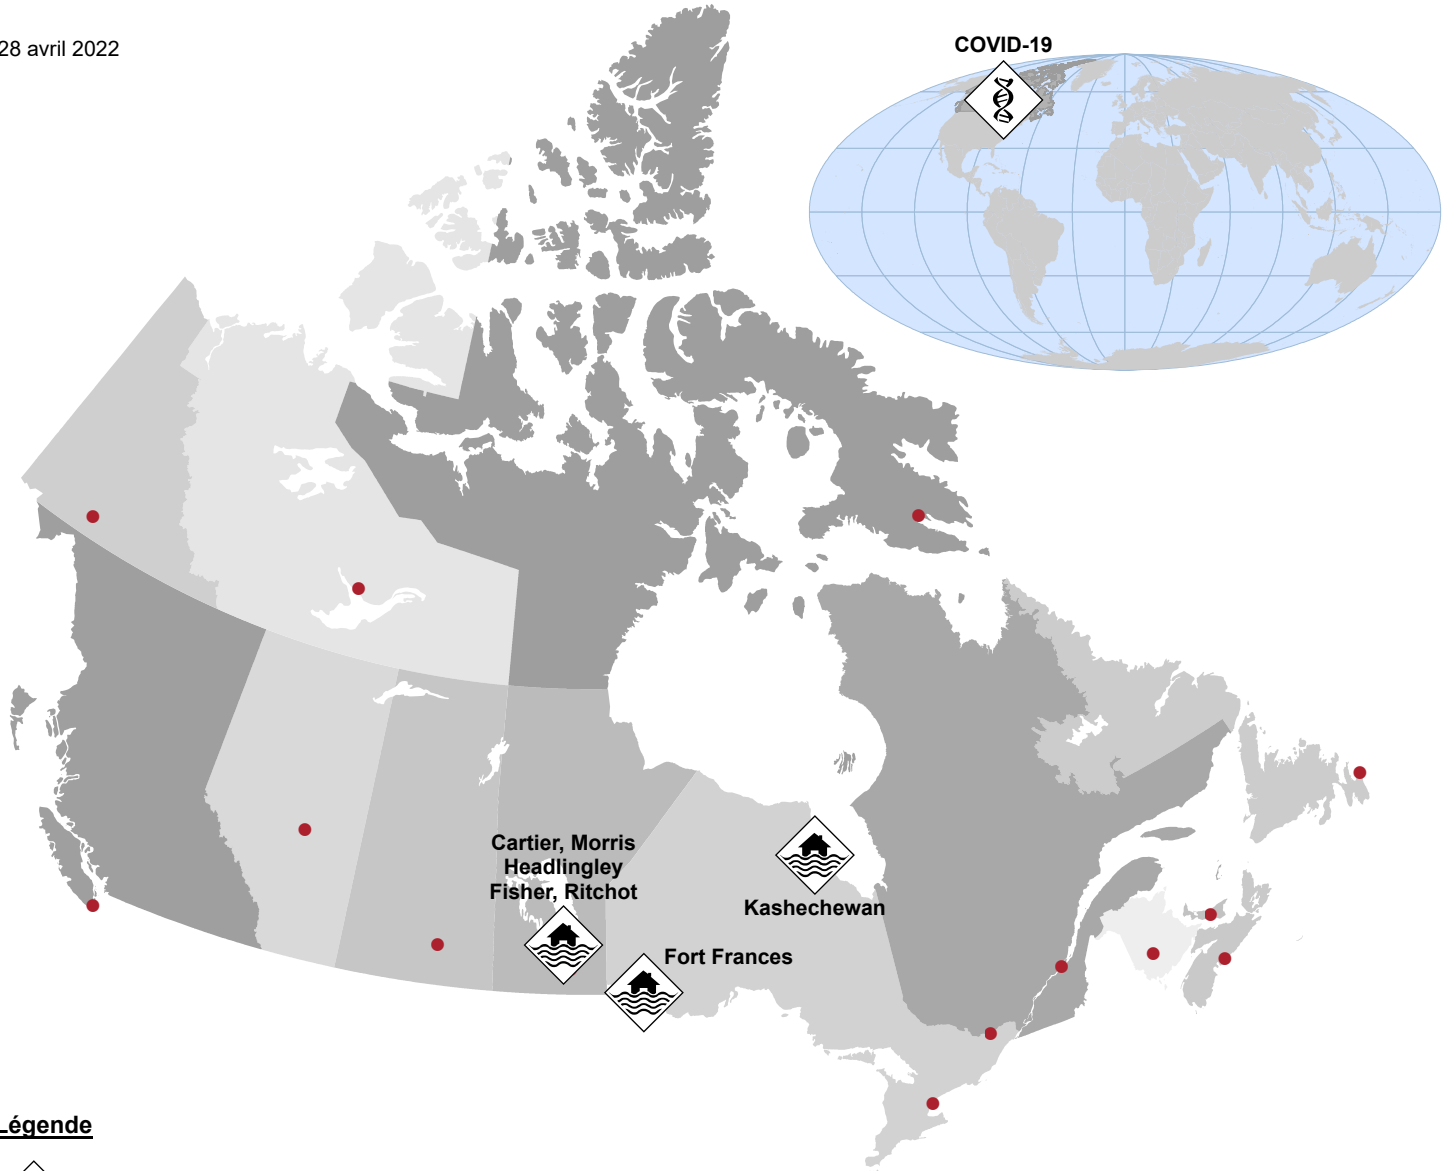 28 avril 2022
COVID-19
Cartier, Morris
Headlingley
Fisher, Ritchot
Kashechewan
Fort Frances
Légende